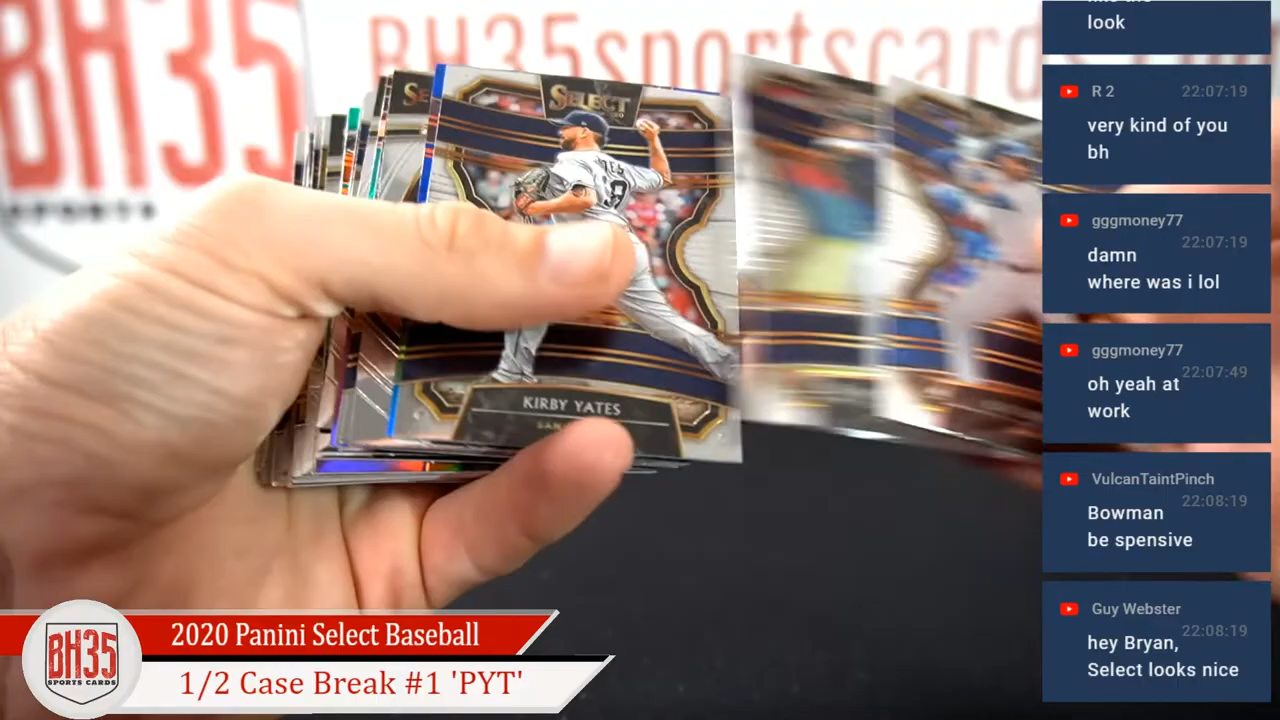 BH35
SPORTS
BH35sportscards
SELECT
KIRBY YATES
look
R 2 22:07:19
very kind of you
bh
gggmoney77 22:07:19
damn
where was i lol
gggmoney77 22:07:49
oh yeah at
work
VulcanTaintPinch 22:08:19
Bowman
be spensive
Guy Webster 22:08:19
hey Bryan,
Select looks nice
BH35
SPORTS CARDS
2020 Panini Select Baseball
1/2 Case Break #1 'PYT'